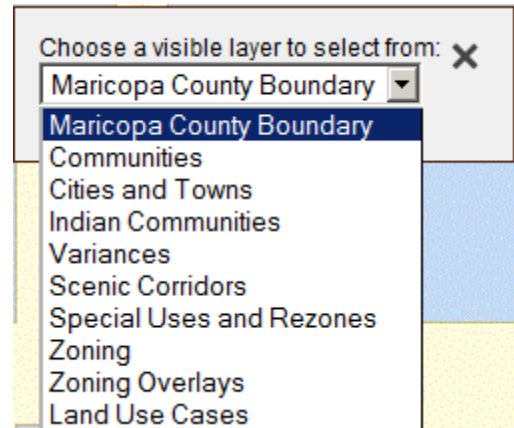 Choose a visible layer to select from:
Maricopa County Boundary
Maricopa County Boundary
Communities
Cities and Towns
Indian Communities
Variances
Scenic Corridors
Special Uses and Rezones
Zoning
Zoning Overlays
Land Use Cases